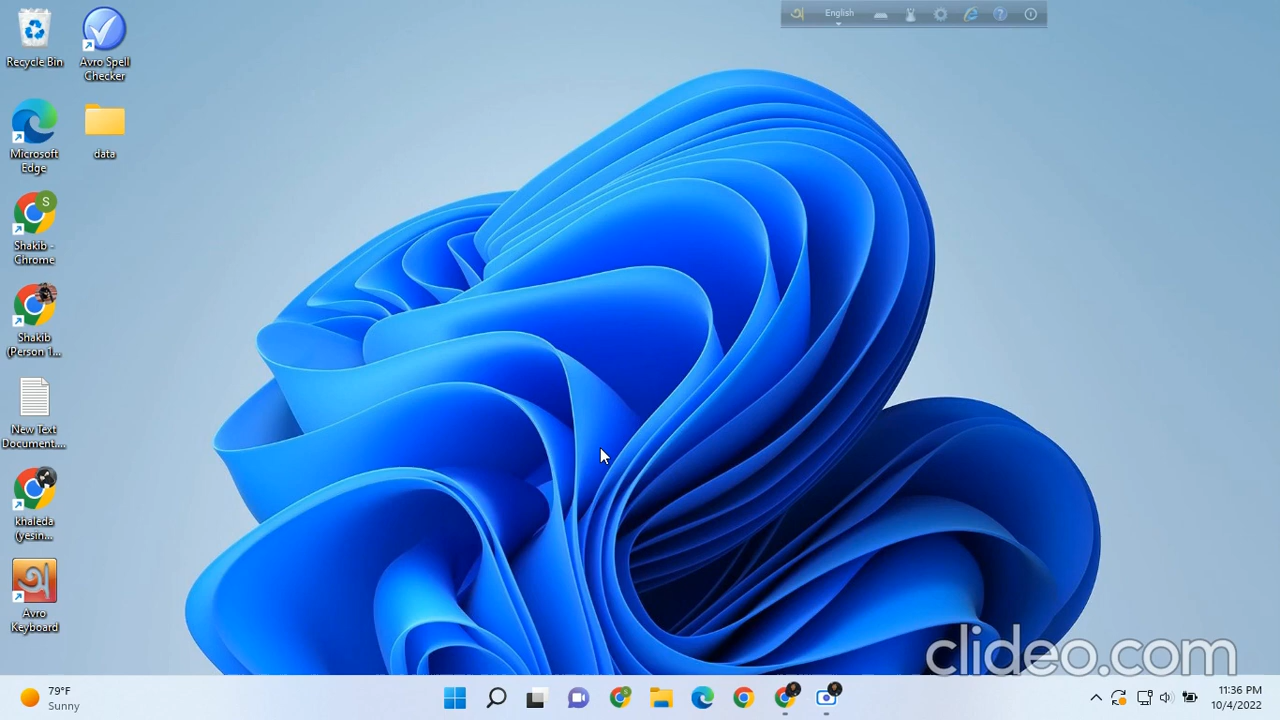 অ English
Recycle Bin
Avro Spell
Checker
Microsoft
Edge
data
S
Shakib -
Chrome
Shakib
(Person 1...
New Text
Document....
khaleda
(yesin...
Avro
Keyboard
clideo.com
79°F
Sunny
11:36 PM
10/4/2022